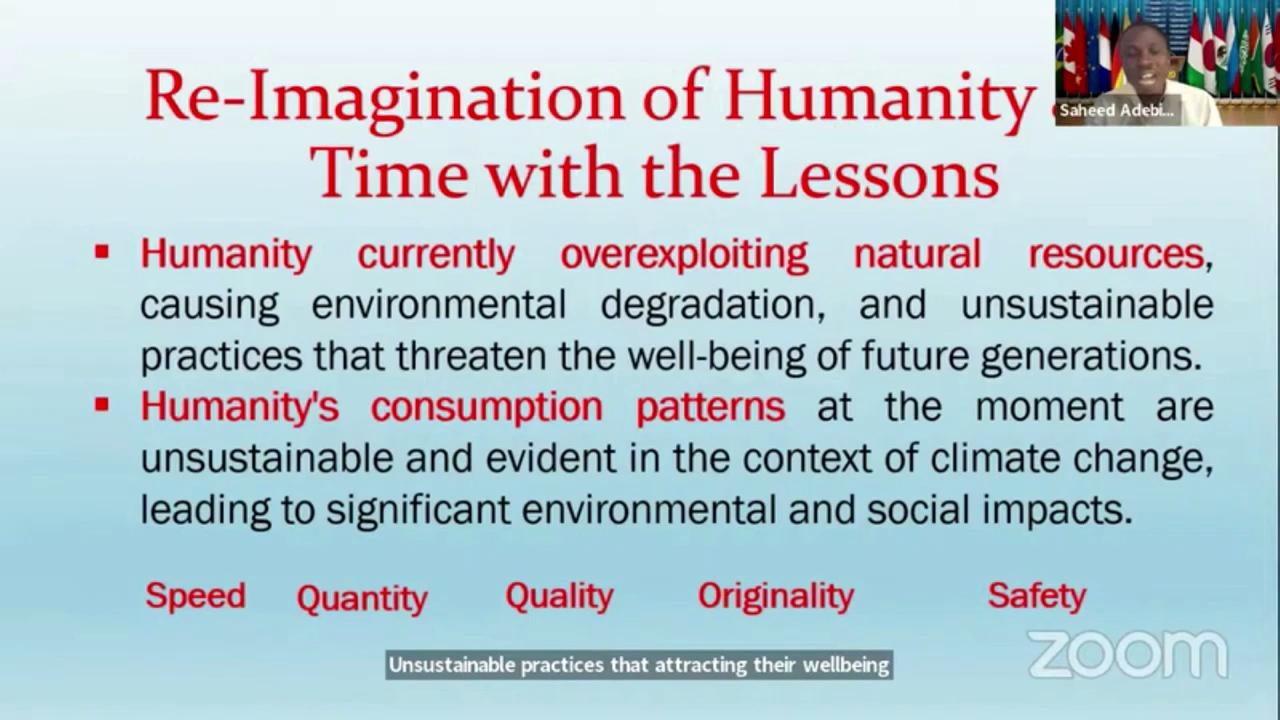 Re-Imagination of Humanity
Time with the Lessons
Saheed Adebi...
▪ Humanity currently overexploiting natural resources,
causing environmental degradation, and unsustainable
practices that threaten the well-being of future generations.
▪ Humanity's consumption patterns at the moment are
unsustainable and evident in the context of climate change,
leading to significant environmental and social impacts.
Speed Quantity Quality Originality Safety
zoom
Unsustainable practices that attracting their wellbeing